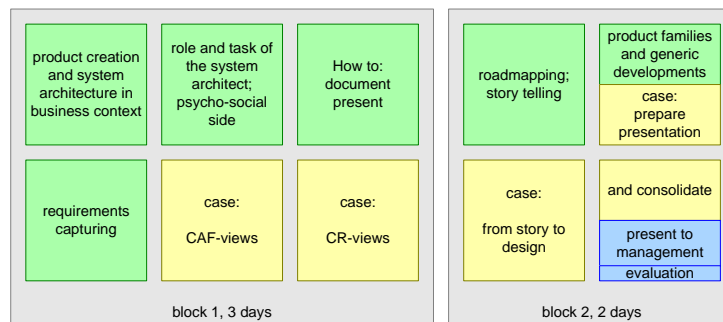 product creation
and system
architecture in
business context
role and task of
the system
architect;
psycho-social
side
How to:
document
present
requirements
capturing
case:
CAF-views
case:
CR-views
block 1, 3 days
roadmapping;
story telling
product families
and generic
developments
case:
prepare
presentation
case:
from story to
design
and consolidate
present to
management
evaluation
block 2, 2 days